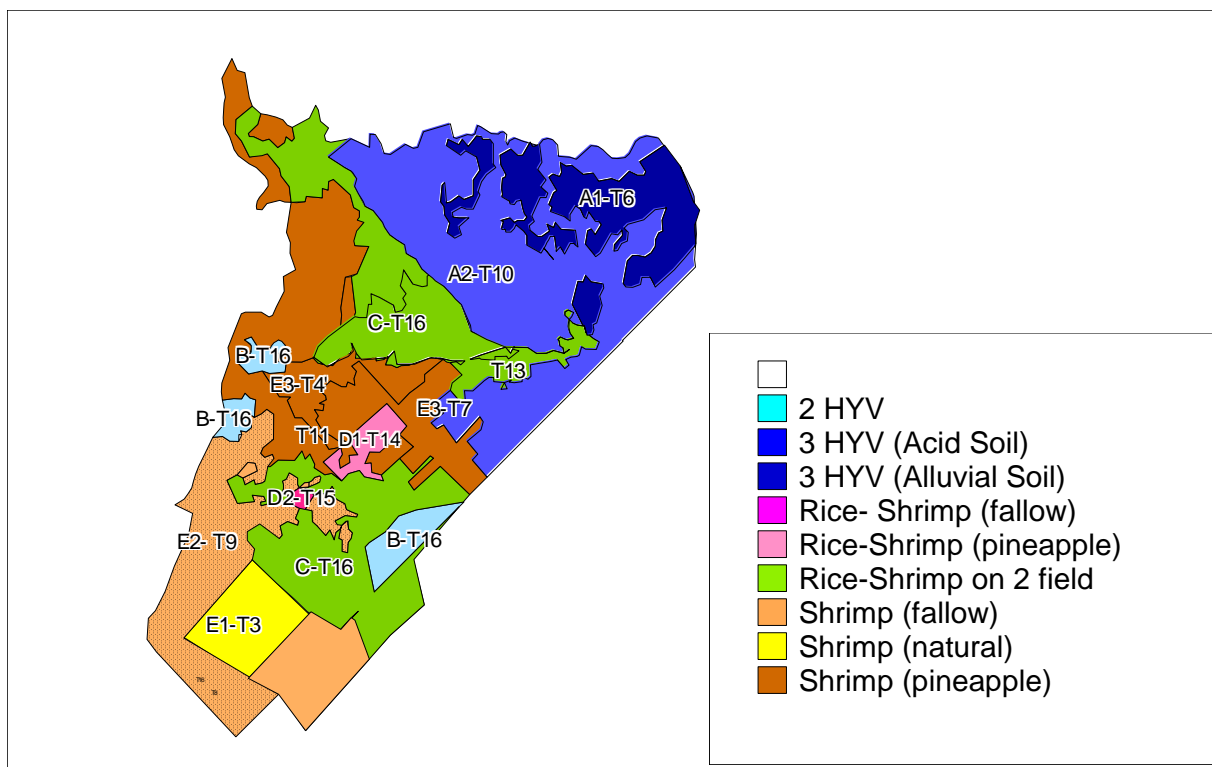 A1-T6
A2-T10
C-T16
B-T16
T13
E3-T4'
E3-T7
B-T16
T11
D1-T14
D2-T15
E2- T9
B-T16
C-T16
E1-T3
T16
T8
2 HYV
3 HYV (Acid Soil)
3 HYV (Alluvial Soil)
Rice- Shrimp (fallow)
Rice-Shrimp (pineapple)
Rice-Shrimp on 2 field
Shrimp (fallow)
Shrimp (natural)
Shrimp (pineapple)